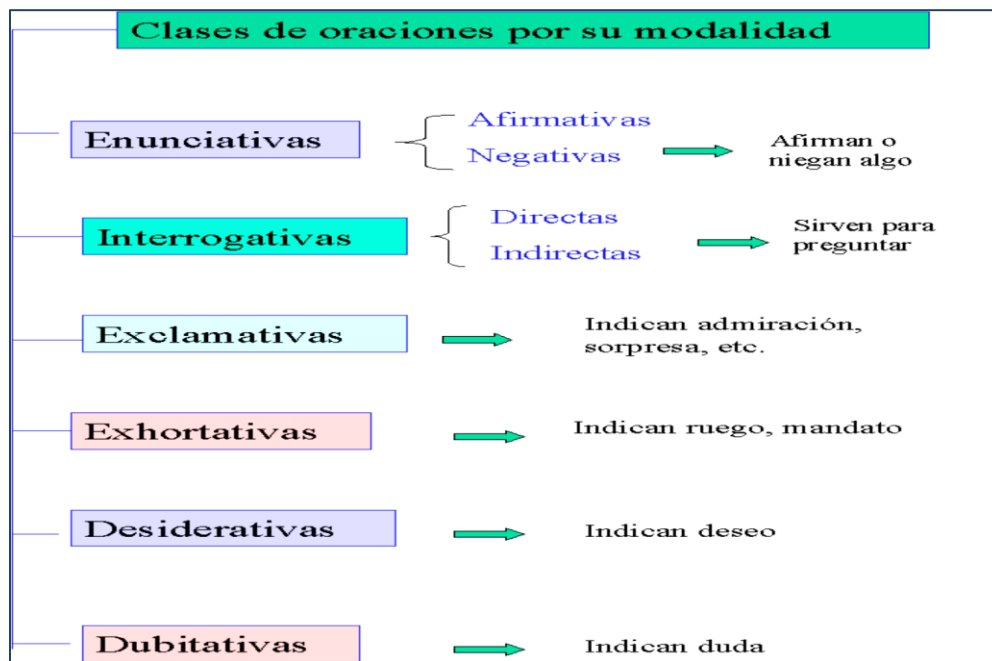 Clases de oraciones por su modalidad
Enunciativas
Afirmativas
Negativas
Afirman o
niegan algo
Interrogativas
Directas
Indirectas
Sirven para
preguntar
Exclamativas
Indican admiración,
sorpresa, etc.
Exhortativas
Indican ruego, mandato
Desiderativas
Indican deseo
Dubitativas
Indican duda